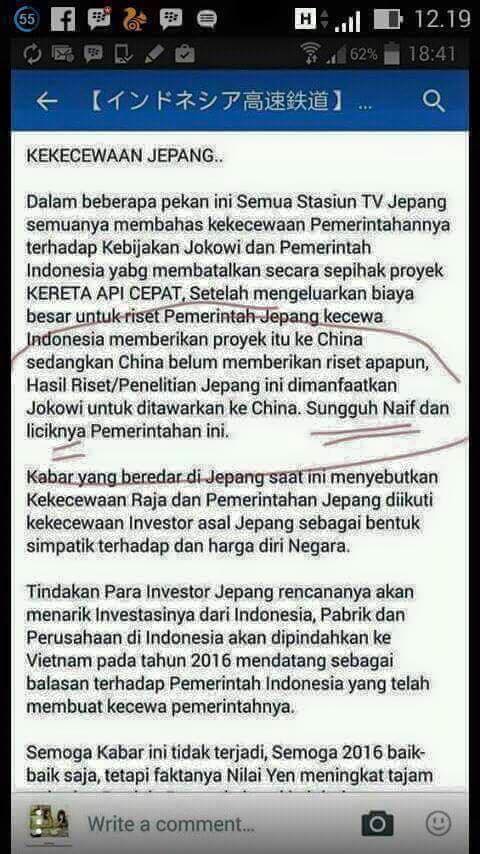 55
H
12.19
62%
18:41
【インドネシア高速鉄道】 ...
KEKECEWAAN JEPANG..
Dalam beberapa pekan ini Semua Stasiun TV Jepang
semuanya membahas kekecewaan Pemerintahannya
terhadap Kebijakan Jokowi dan Pemerintah
Indonesia yabg membatalkan secara sepihak proyek
KERETA API CEPAT, Setelah mengeluarkan biaya
besar untuk riset Pemerintah Jepang kecewa
Indonesia memberikan proyek itu ke China
sedangkan China belum memberikan riset apapun,
Hasil Riset/Penelitian Jepang ini dimanfaatkan
Jokowi untuk ditawarkan ke China. Sungguh Naif dan
liciknya Pemerintahan ini.
Kabar yang beredar di Jepang saat ini menyebutkan
Kekecewaan Raja dan Pemerintahan Jepang diikuti
kekecewaan Investor asal Jepang sebagai bentuk
simpatik terhadap dan harga diri Negara.
Tindakan Para Investor Jepang rencananya akan
menarik Investasinya dari Indonesia, Pabrik dan
Perusahaan di Indonesia akan dipindahkan ke
Vietnam pada tahun 2016 mendatang sebagai
balasan terhadap Pemerintah Indonesia yang telah
membuat kecewa pemerintahnya.
Semoga Kabar ini tidak terjadi, Semoga 2016 baik-
baik saja, tetapi faktanya Nilai Yen meningkat tajam
Write a comment...